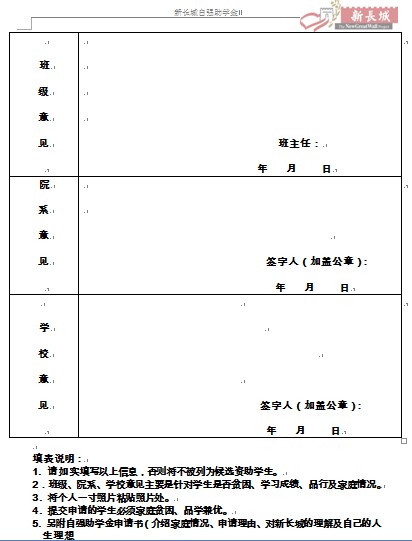 新长城自强助学金II
新长城
The New Great Wall
班
级
意
见
班主任：
年 月 日
院
系
意
见
签字人（加盖公章）：
年 月 日
学
校
意
见
签字人（加盖公章）：
年 月 日
填表说明：
1. 请如实填写以上信息，否则将不被列为候选资助学生。
2．班级、院系、学校意见主要是针对学生是否贫困、学习成绩、品行及家庭情况。
3. 将个人一寸照片粘贴照片处。
4. 提交申请的学生必须家庭贫困、品学兼优。
5. 另附自强助学金申请书（介绍家庭情况、申请理由、对新长城的理解及自己的人
生理想